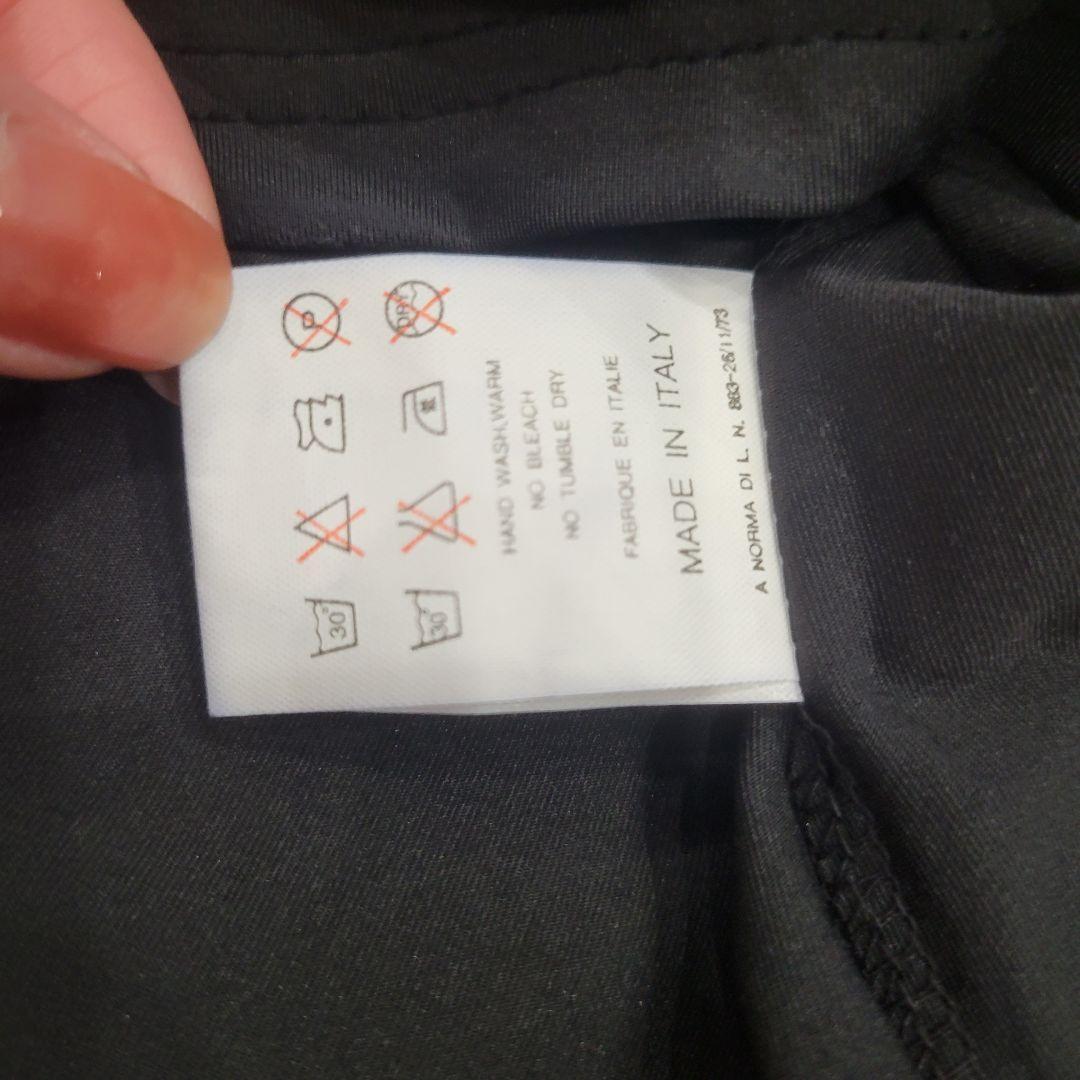 30° P
30° DRY
HAND WASH,WARM
NO BLEACH
NO TUMBLE DRY
FABRIQUE EN ITALIE
MADE IN ITALY
A NORMA DI L. N. 883-26/11/73